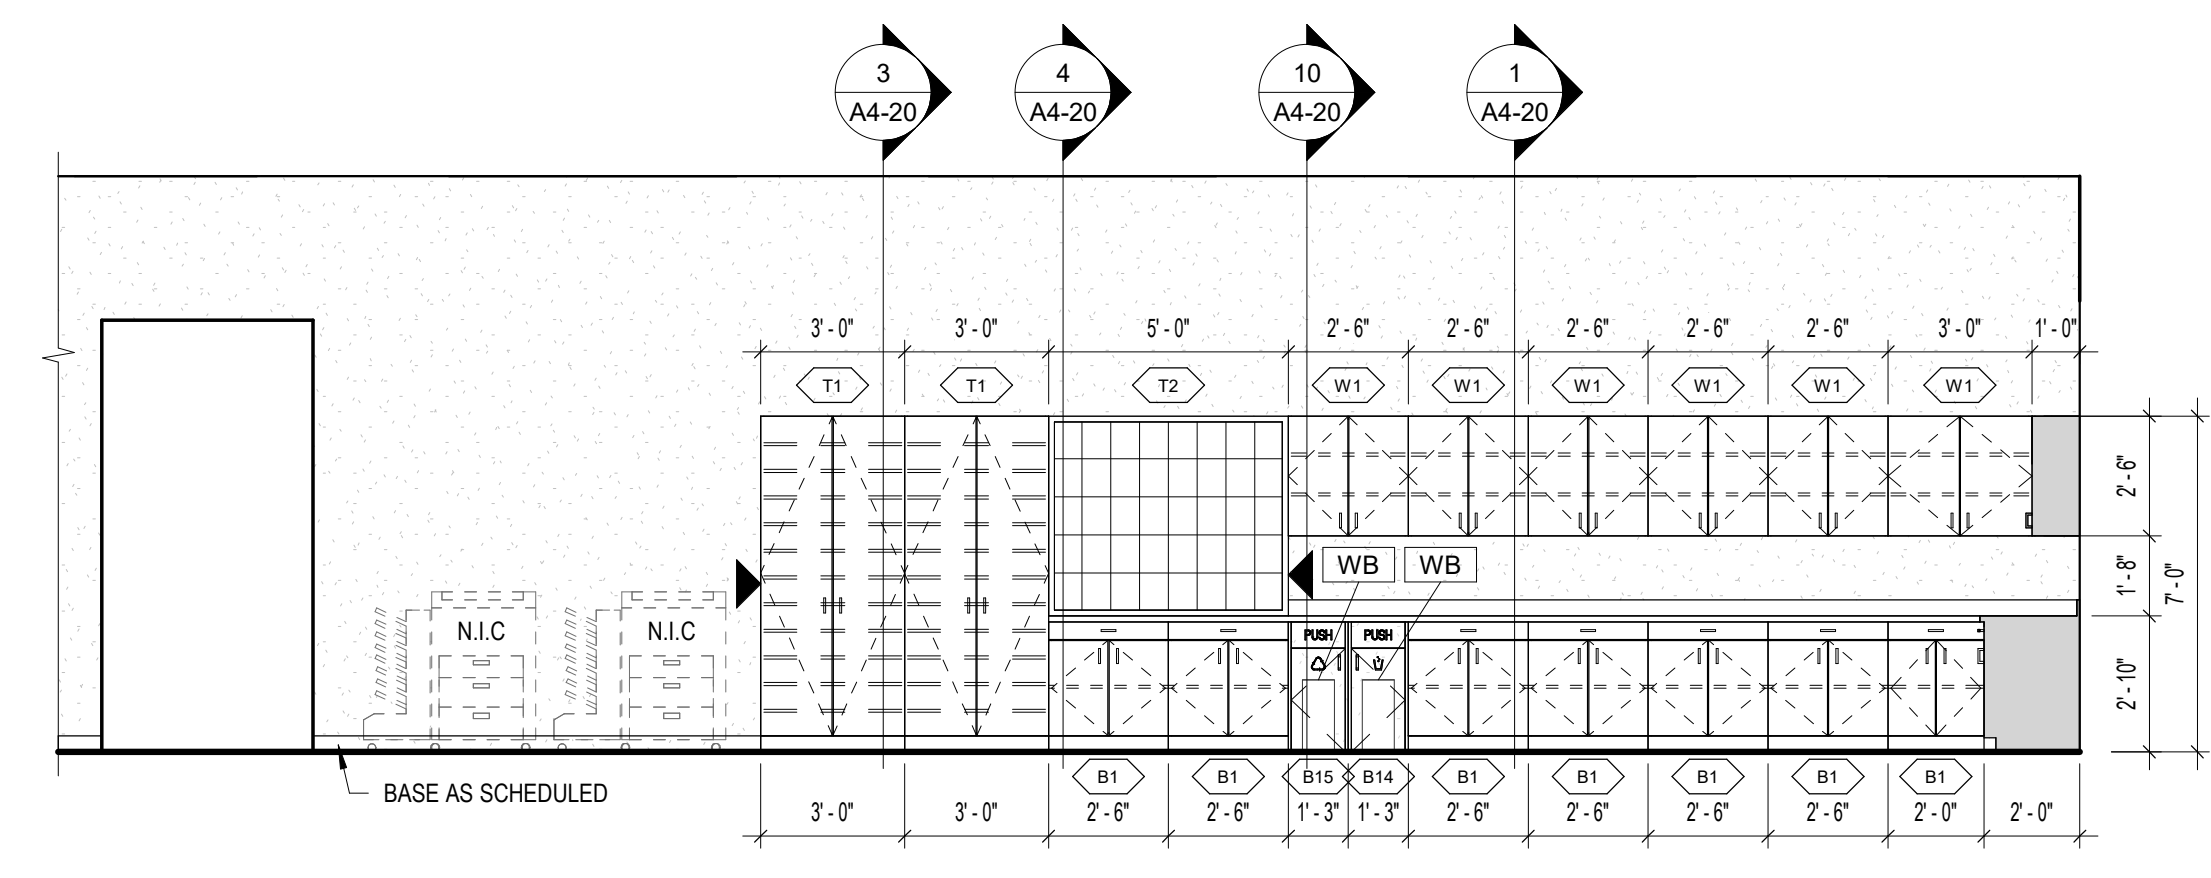 3 4 10 1
A4-20 A4-20 A4-20 A4-20
3' - 0" 3' - 0" 5' - 0" 2' - 6" 2' - 6" 2' - 6" 2' - 6" 2' - 6" 3' - 0" 1' - 0"
T1 T1 T2 W1 W1 W1 W1 W1 W1
2' - 6"
WB WB
1' - 8"
7' - 0"
N.I.C N.I.C
PUSH PUSH
2' - 10"
B1 B1 B15 B14 B1 B1 B1 B1 B1
BASE AS SCHEDULED
3' - 0" 3' - 0" 2' - 6" 2' - 6" 1' - 3" 1' - 3" 2' - 6" 2' - 6" 2' - 6" 2' - 6" 2' - 0" 2' - 0"